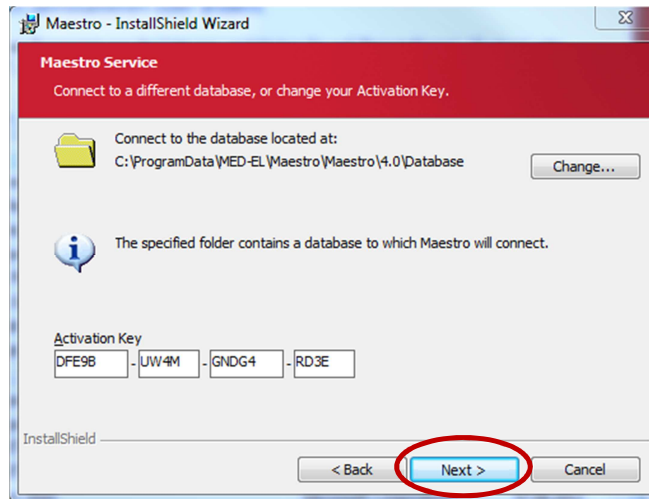 Maestro - InstallShield Wizard
Maestro Service
Connect to a different database, or change your Activation Key.
Connect to the database located at:
C:\ProgramData\MED-EL\Maestro\Maestro\4.0\Database
Change...
The specified folder contains a database to which Maestro will connect.
Activation Key
DFE9B - UW4M - GNDG4 - RD3E
InstallShield
< Back Next > Cancel